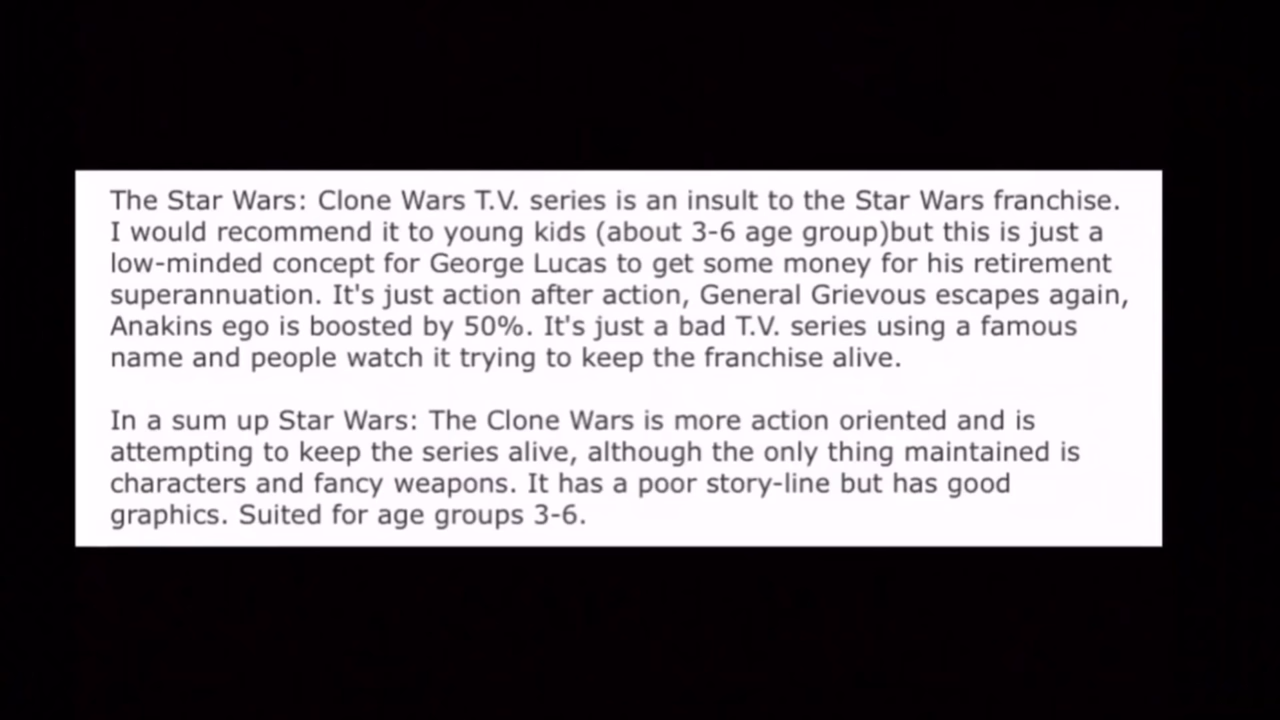 The Star Wars: Clone Wars T.V. series is an insult to the Star Wars franchise.
I would recommend it to young kids (about 3-6 age group)but this is just a
low-minded concept for George Lucas to get some money for his retirement
superannuation. It's just action after action, General Grievous escapes again,
Anakins ego is boosted by 50%. It's just a bad T.V. series using a famous
name and people watch it trying to keep the franchise alive.
In a sum up Star Wars: The Clone Wars is more action oriented and is
attempting to keep the series alive, although the only thing maintained is
characters and fancy weapons. It has a poor story-line but has good
graphics. Suited for age groups 3-6.